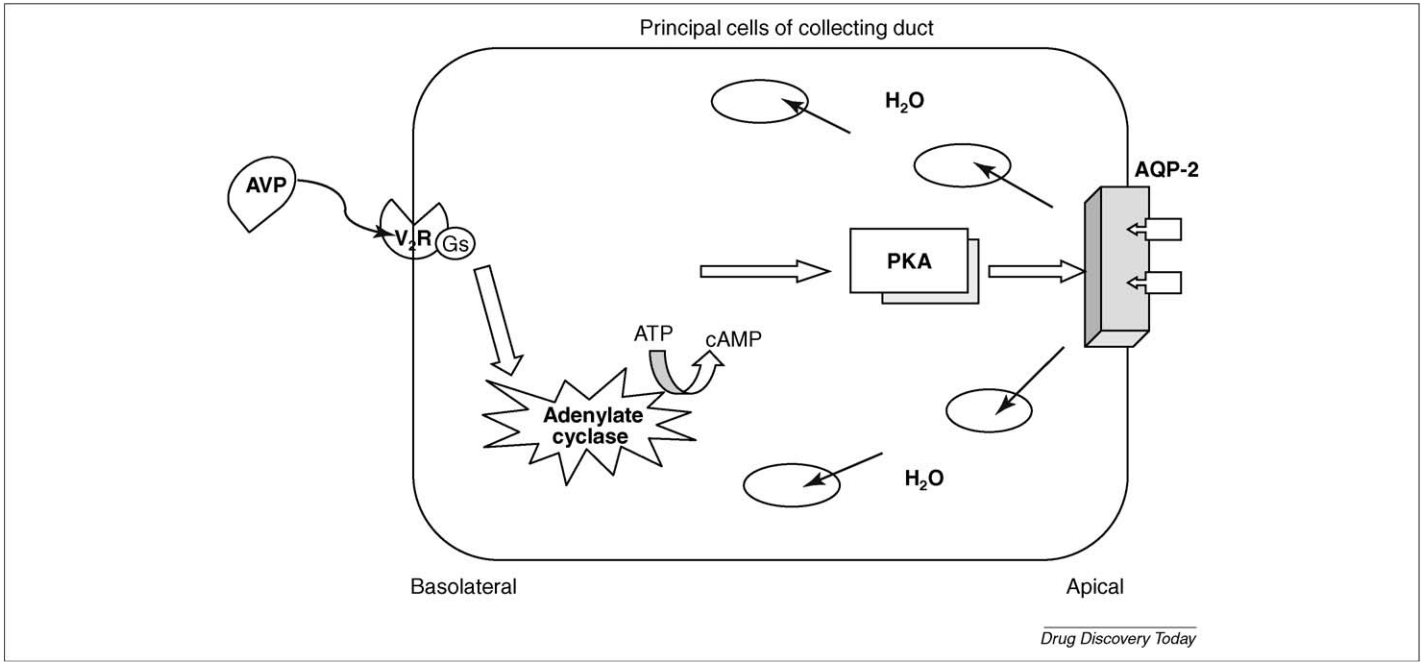 Principal cells of collecting duct
H₂O
AQP-2
AVP
V₂R
Gs
PKA
ATP
cAMP
Adenylate
cyclase
H₂O
Basolateral
Apical
Drug Discovery Today